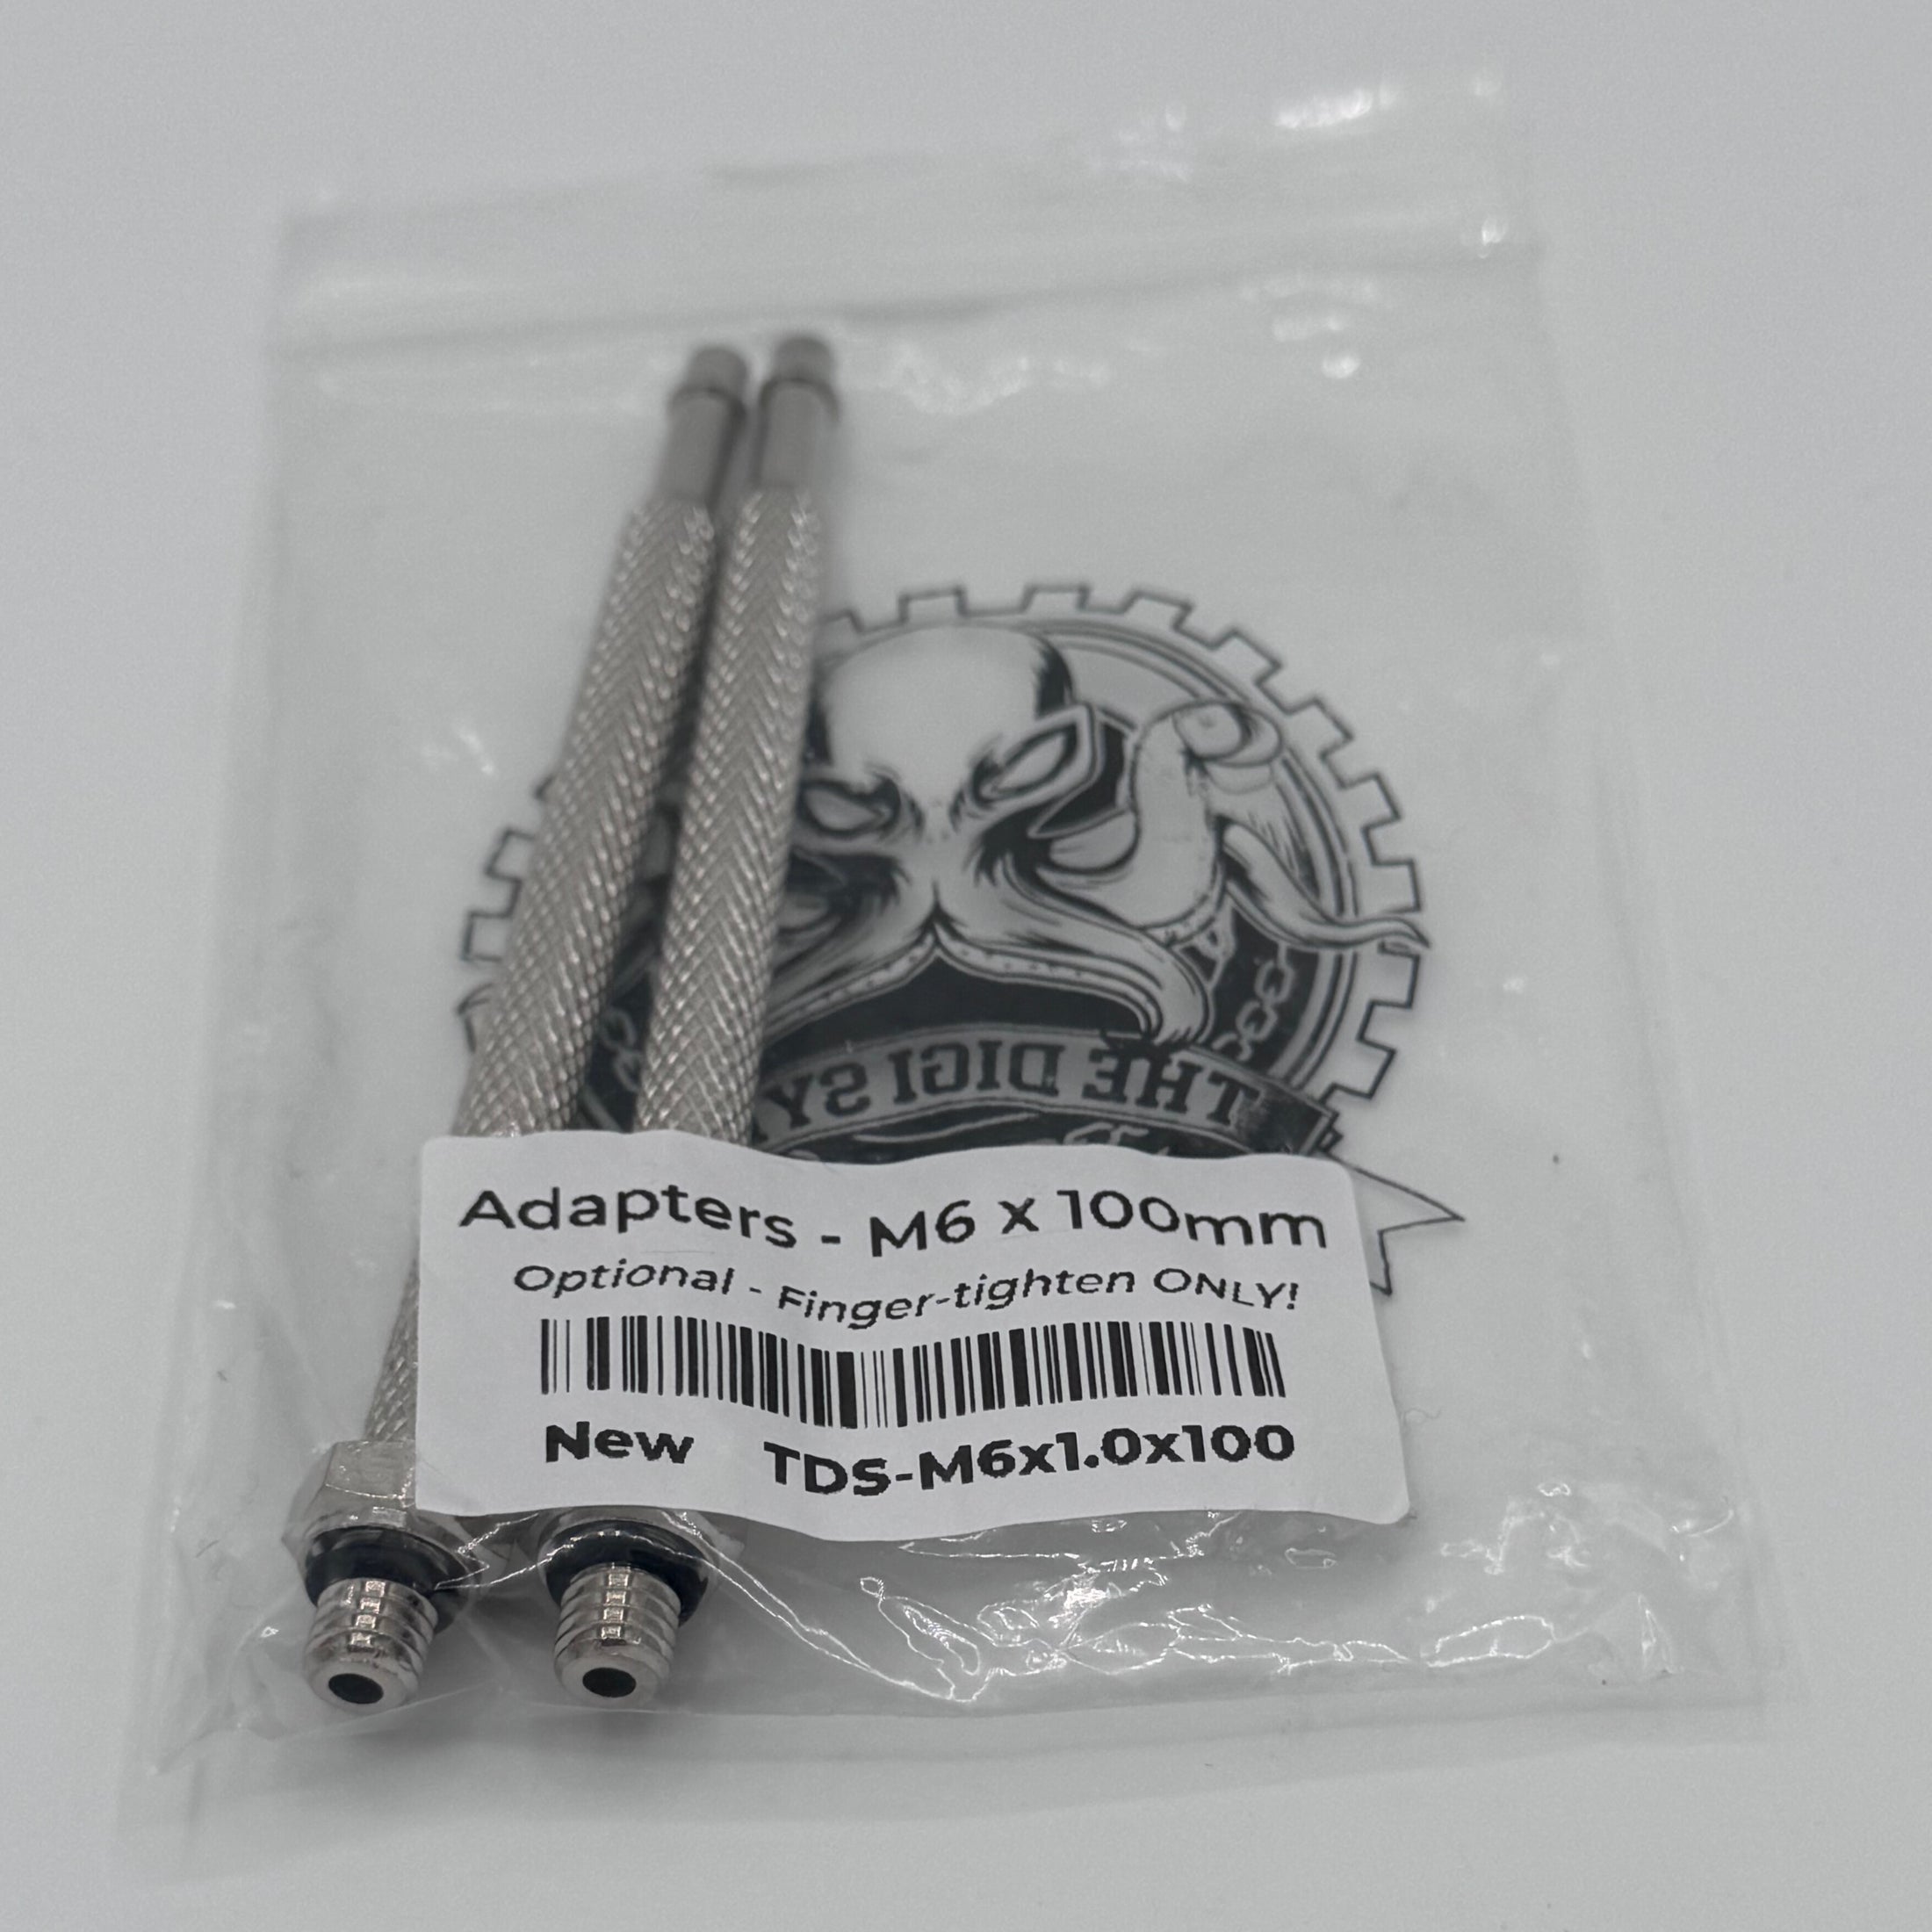 THE DIGI SY
Adapters - M6 x 100mm
Optional - Finger-tighten ONLY!
New TDS-M6x1.0x100